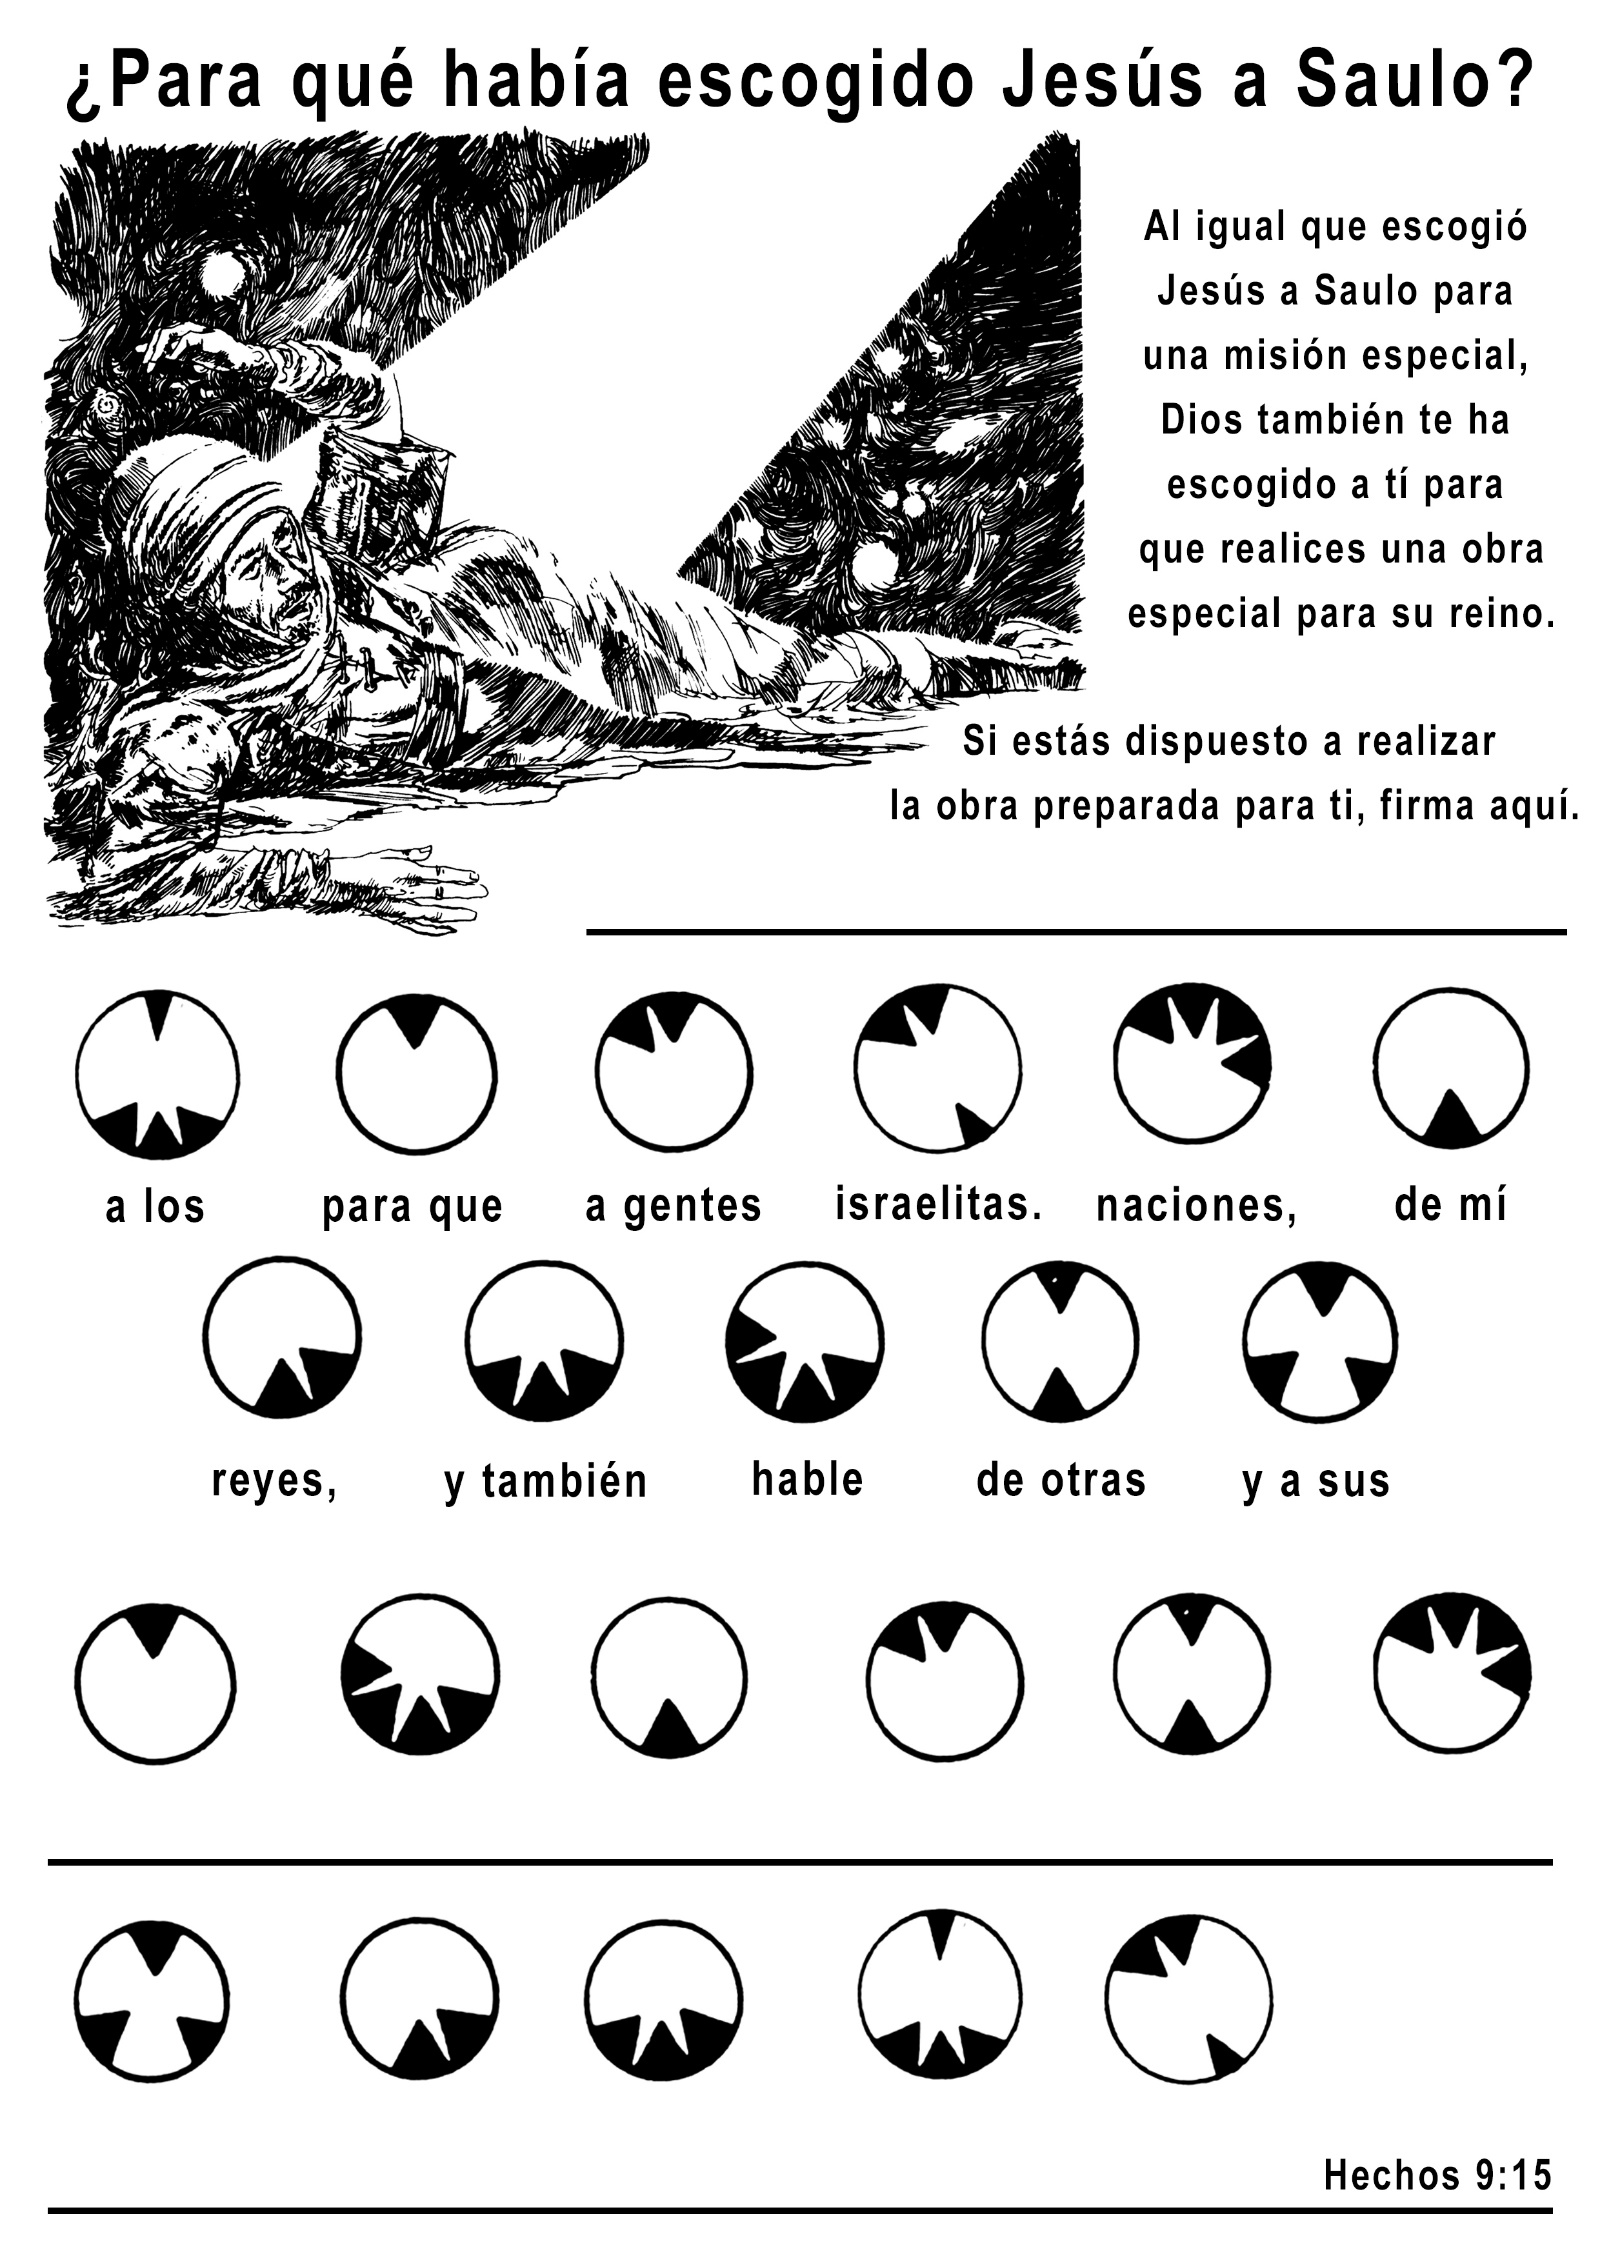 ¿Para qué había escogido Jesús a Saulo?
Al igual que escogió
Jesús a Saulo para
una misión especial,
Dios también te ha
escogido a tí para
que realices una obra
especial para su reino.
Si estás dispuesto a realizar
la obra preparada para ti, firma aquí.
a los para que a gentes israelitas. naciones, de mí
reyes, y también hable de otras y a sus
Hechos 9:15